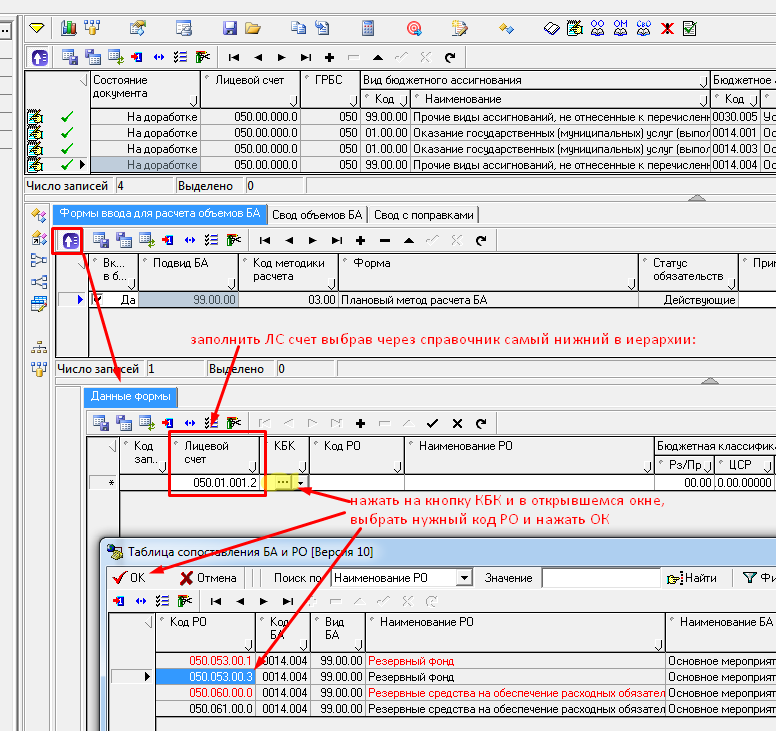 Состояние документа Лицевой счет ГРБС Вид бюджетного ассигнования Бюджетное а
Код Наименование Код
На доработке 050.00.000.0 050 99.00.00 Прочие виды ассигнований, не отнесенные к перечислен 0030.005 Ус
На доработке 050.00.000.0 050 01.00.00 Оказание государственных (муниципальных) услуг (выпол 0014.001 Ос
На доработке 050.00.000.0 050 01.00.00 Оказание государственных (муниципальных) услуг (выпол 0014.003 Ос
На доработке 050.00.000.0 050 99.00.00 Прочие виды ассигнований, не отнесенные к перечислен 0014.004 Ос
Число записей 4 Выделено 0
Формы ввода для расчета объемов БА Свод объемов БА Свод с поправками
Вк... в б... Подвид БА Код методики расчета Форма Статус обязательств При
Да 99.00.00 03.00 Плановый метод расчета БА Действующие
заполнить ЛС счет выбрав через справочник самый нижний в иерархии:
Число записей 1 Выделено 0
Данные формы
Код зап... Лицевой счет КБК Код РО Наименование РО Бюджетная классифик
Рз/Пр ЦСР
* 050.01.001.2 ... 00.00 0.00.00000
нажать на кнопку КБК и в открывшемся окне,
выбрать нужный код РО и нажать ОК
Таблица сопоставления БА и РО [Версия 10]
OK Отмена Поиск по Наименование РО Значение Найти Фи
Код РО Код БА Вид БА Наименование РО Наименование БА
050.053.00.1 0014.004 99.00.00 Резервный фонд Основное мероприят
050.053.00.3 0014.004 99.00.00 Резервный фонд Основное мероприят
050.060.00.0 0014.004 99.00.00 Резервные средства на обеспечение расходных обязател Основное мероприят
050.061.00.0 0014.004 99.00.00 Резервные средства на обеспечение расходных обязател Основное мероприят